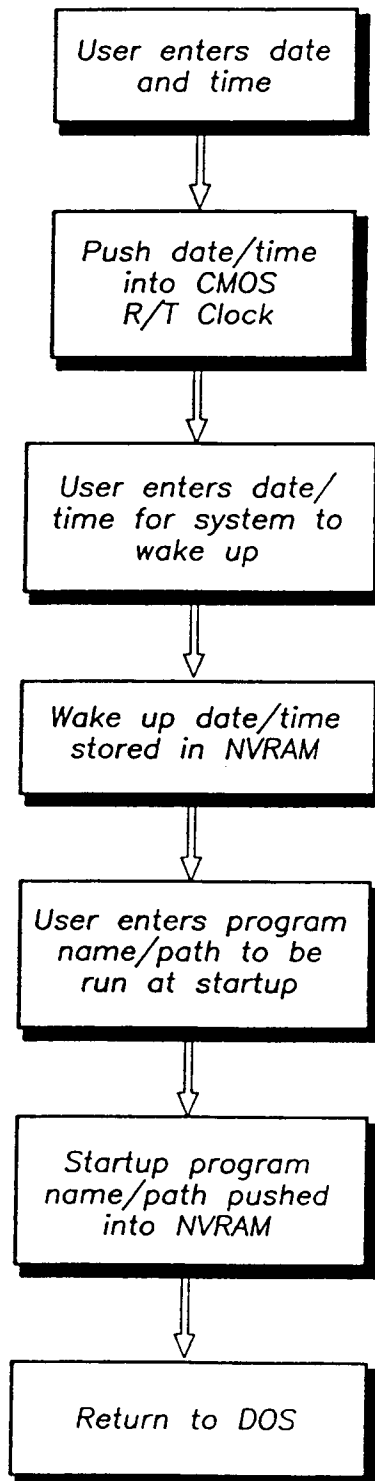 User enters date
and time
Push date/time
into CMOS
R/T Clock
User enters date/
time for system to
wake up
Wake up date/time
stored in NVRAM
User enters program
name/path to be
run at startup
Startup program
name/path pushed
into NVRAM
Return to DOS